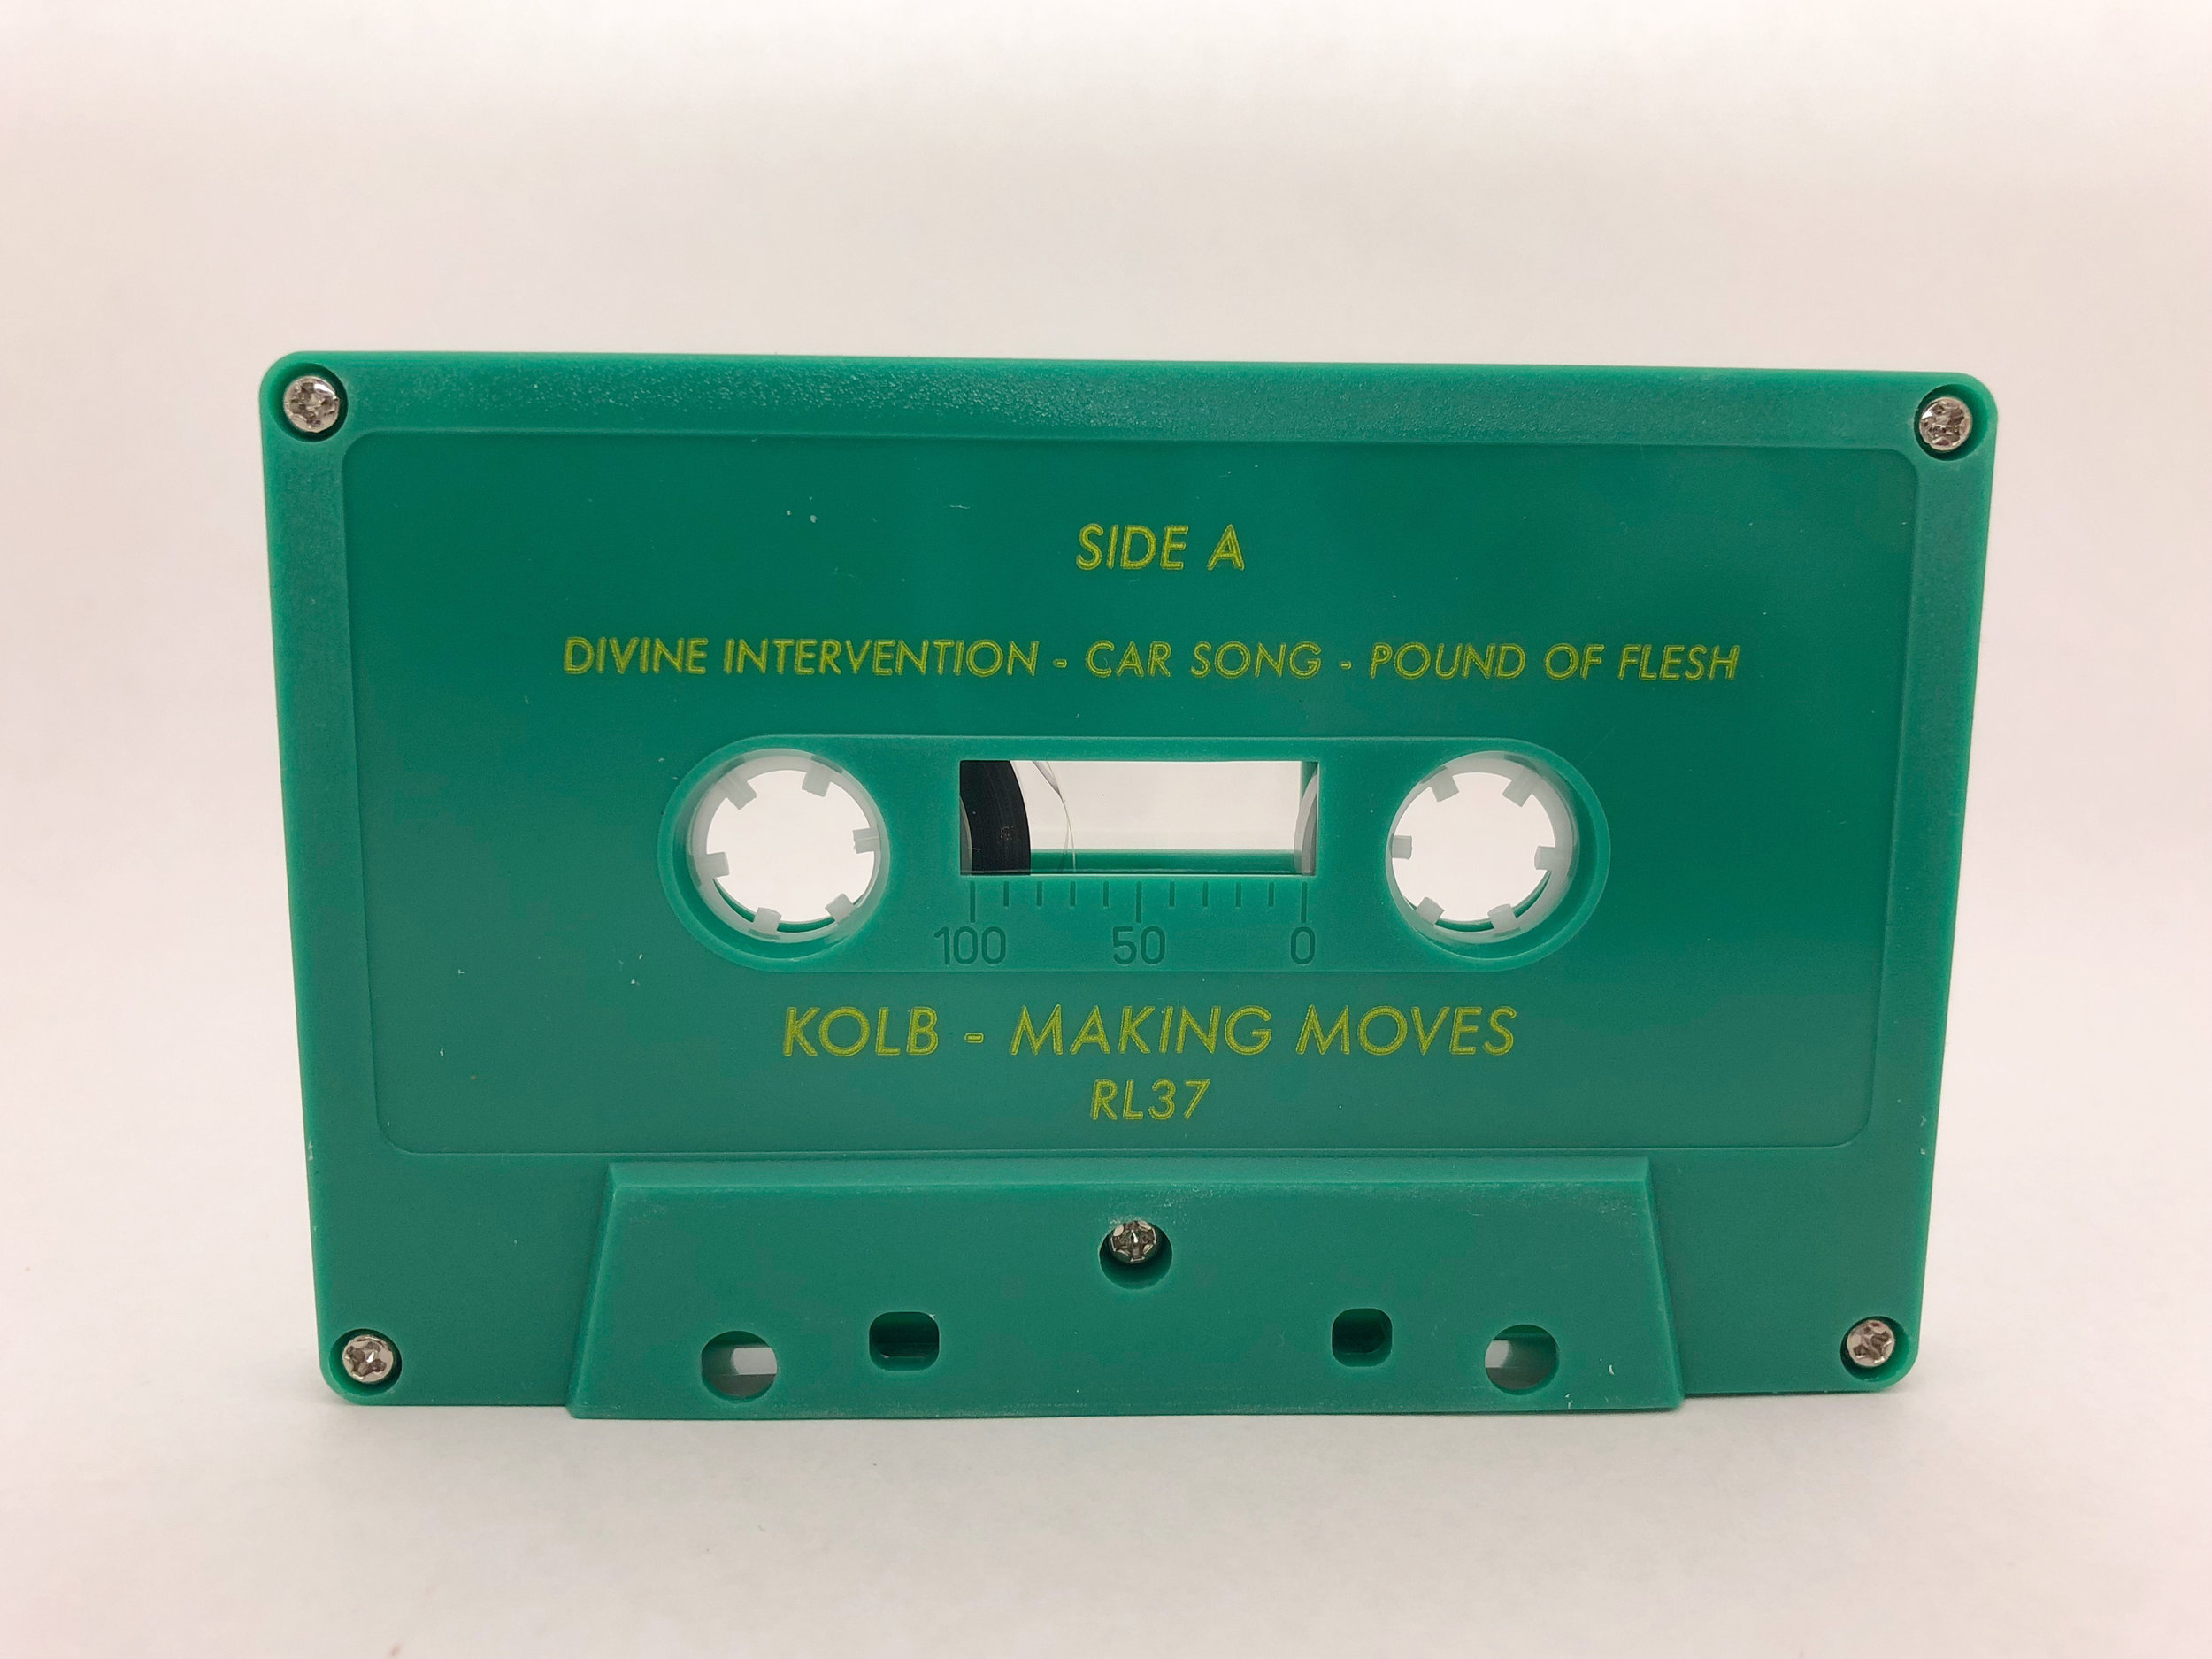 SIDE A
DIVINE INTERVENTION - CAR SONG - POUND OF FLESH
100 50 0
KOLB - MAKING MOVES
RL37